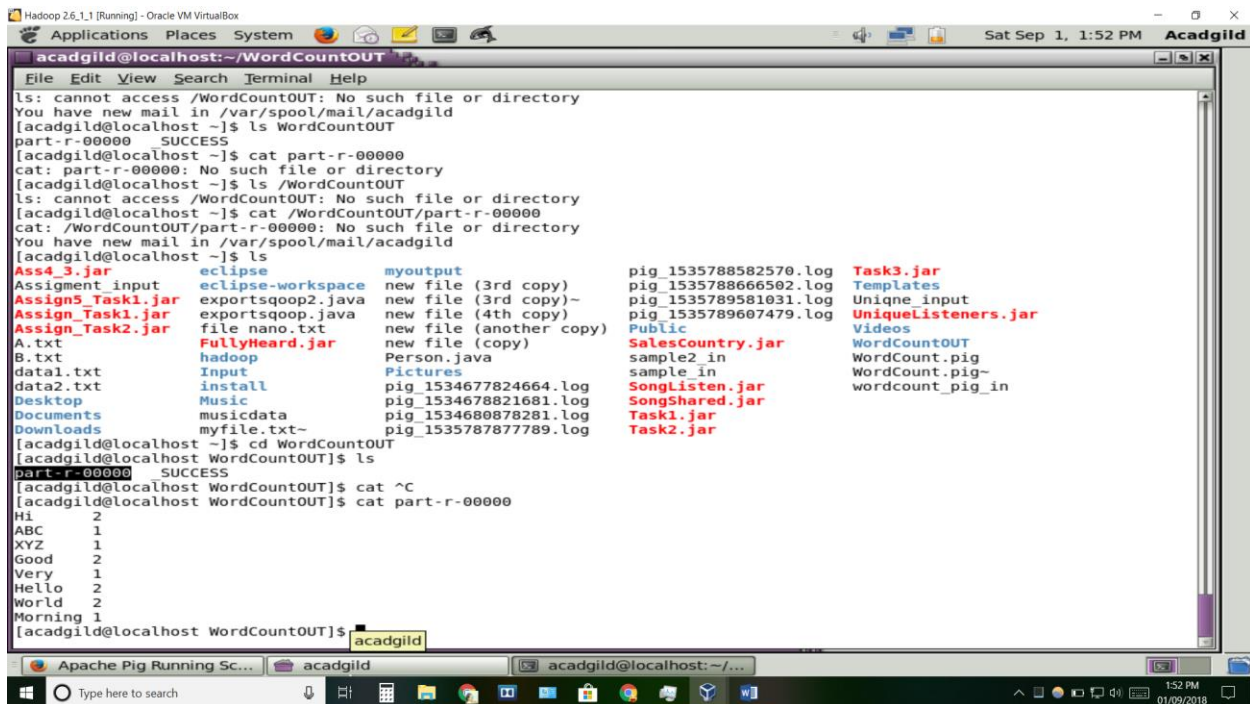 Hadoop 2.6_1_1 [Running] - Oracle VM VirtualBox
Applications Places System Sat Sep 1, 1:52 PM Acadgild
acadgild@localhost:~/WordCountOUT
File Edit View Search Terminal Help
ls: cannot access /WordCountOUT: No such file or directory
You have new mail in /var/spool/mail/acadgild
[acadgild@localhost ~]$ ls WordCountOUT
part-r-00000 _SUCCESS
[acadgild@localhost ~]$ cat part-r-00000
cat: part-r-00000: No such file or directory
[acadgild@localhost ~]$ ls /WordCountOUT
ls: cannot access /WordCountOUT: No such file or directory
[acadgild@localhost ~]$ cat /WordCountOUT/part-r-00000
cat: /WordCountOUT/part-r-00000: No such file or directory
You have new mail in /var/spool/mail/acadgild
[acadgild@localhost ~]$ ls
Ass4_3.jar eclipse myoutput pig_1535788582570.log Task3.jar
Assigment_input eclipse-workspace new file (3rd copy) pig_1535788666502.log Templates
Assign5_Task1.jar exportsqoop2.java new file (3rd copy)~ pig_1535789581031.log Uniqne_input
Assign_Task1.jar exportsqoop.java new file (4th copy) pig_1535789607479.log UniqueListeners.jar
Assign_Task2.jar file nano.txt new file (another copy) Public Videos
A.txt FullyHeard.jar new file (copy) SalesCountry.jar WordCountOUT
B.txt hadoop Person.java sample2_in WordCount.pig
data1.txt Input Pictures sample_in WordCount.pig~
data2.txt install pig_1534677824664.log SongListen.jar wordcount_pig_in
Desktop Music pig_1534678821681.log SongShared.jar
Documents musicdata pig_1534680878281.log Task1.jar
Downloads myfile.txt~ pig_1535787877789.log Task2.jar
[acadgild@localhost ~]$ cd WordCountOUT
[acadgild@localhost WordCountOUT]$ ls
part-r-00000 _SUCCESS
[acadgild@localhost WordCountOUT]$ cat ^C
[acadgild@localhost WordCountOUT]$ cat part-r-00000
Hi 2
ABC 1
XYZ 1
Good 2
Very 1
Hello 2
World 2
Morning 1
[acadgild@localhost WordCountOUT]$
acadgild
Apache Pig Running Sc... acadgild acadgild@localhost:~/...
Type here to search 1:52 PM
01/09/2018